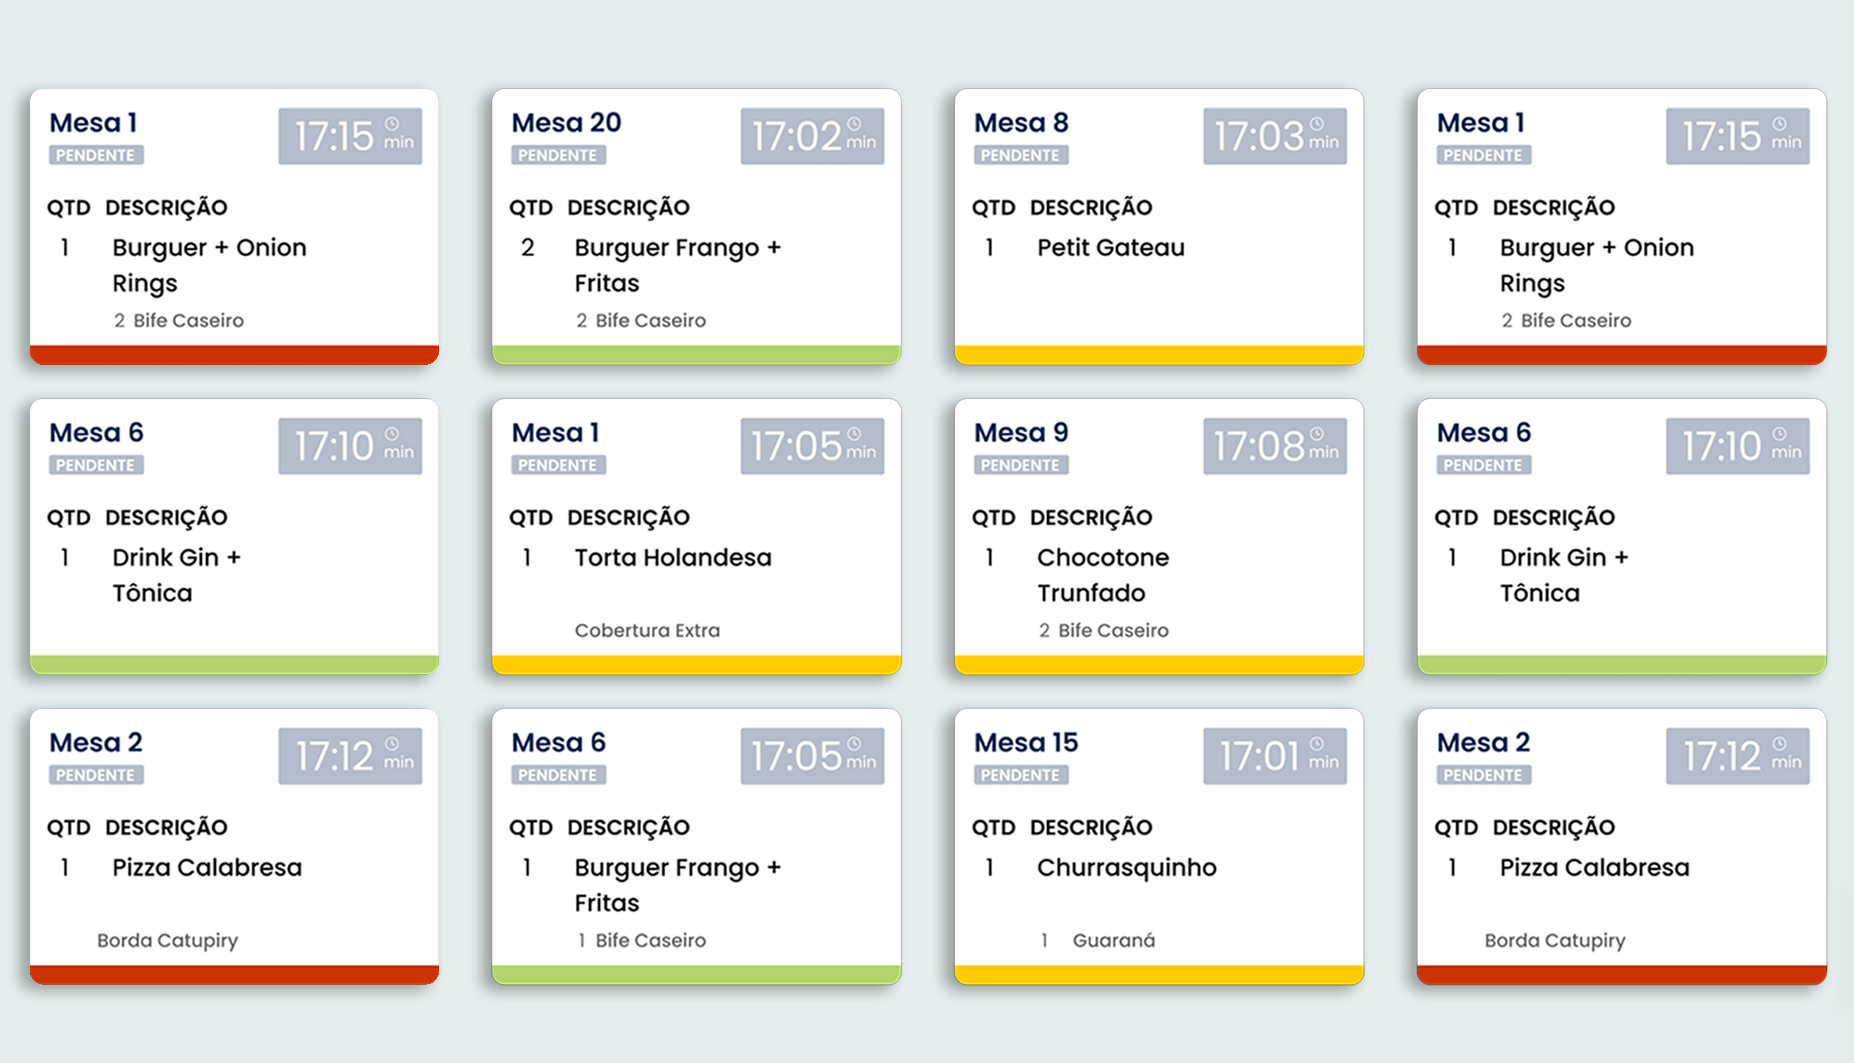 Mesa 1
17:15 min
PENDENTE
QTD DESCRIÇÃO
1 Burguer + Onion
Rings
2 Bife Caseiro
Mesa 20
17:02 min
PENDENTE
QTD DESCRIÇÃO
2 Burguer Frango +
Fritas
2 Bife Caseiro
Mesa 8
17:03 min
PENDENTE
QTD DESCRIÇÃO
1 Petit Gateau
Mesa 1
17:15 min
PENDENTE
QTD DESCRIÇÃO
1 Burguer + Onion
Rings
2 Bife Caseiro
Mesa 6
17:10 min
PENDENTE
QTD DESCRIÇÃO
1 Drink Gin +
Tônica
Mesa 1
17:05 min
PENDENTE
QTD DESCRIÇÃO
1 Torta Holandesa
Cobertura Extra
Mesa 9
17:08 min
PENDENTE
QTD DESCRIÇÃO
1 Chocotone
Trunfado
2 Bife Caseiro
Mesa 6
17:10 min
PENDENTE
QTD DESCRIÇÃO
1 Drink Gin +
Tônica
Mesa 2
17:12 min
PENDENTE
QTD DESCRIÇÃO
1 Pizza Calabresa
Borda Catupiry
Mesa 6
17:05 min
PENDENTE
QTD DESCRIÇÃO
1 Burguer Frango +
Fritas
1 Bife Caseiro
Mesa 15
17:01 min
PENDENTE
QTD DESCRIÇÃO
1 Churrasquinho
1 Guaraná
Mesa 2
17:12 min
PENDENTE
QTD DESCRIÇÃO
1 Pizza Calabresa
Borda Catupiry